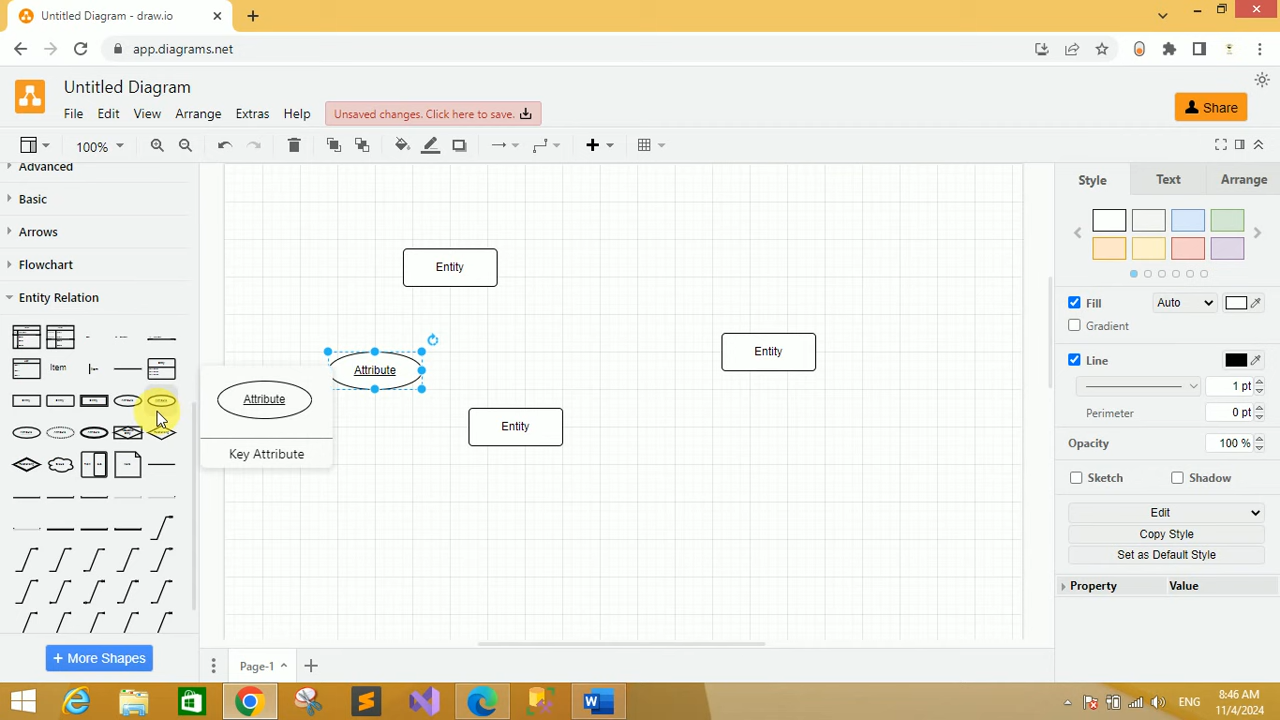 Untitled Diagram - draw.io
app.diagrams.net
Untitled Diagram
File Edit View Arrange Extras Help
Unsaved changes. Click here to save.
Share
100%
Advanced
Basic
Arrows
Flowchart
Entity Relation
Item
Attribute
Key Attribute
More Shapes
Entity
Attribute
Entity
Entity
Style Text Arrange
Fill Auto
Gradient
Line
1 pt
Perimeter 0 pt
Opacity 100 %
Sketch Shadow
Edit
Copy Style
Set as Default Style
Property Value
Page-1
ENG
8:46 AM
11/4/2024